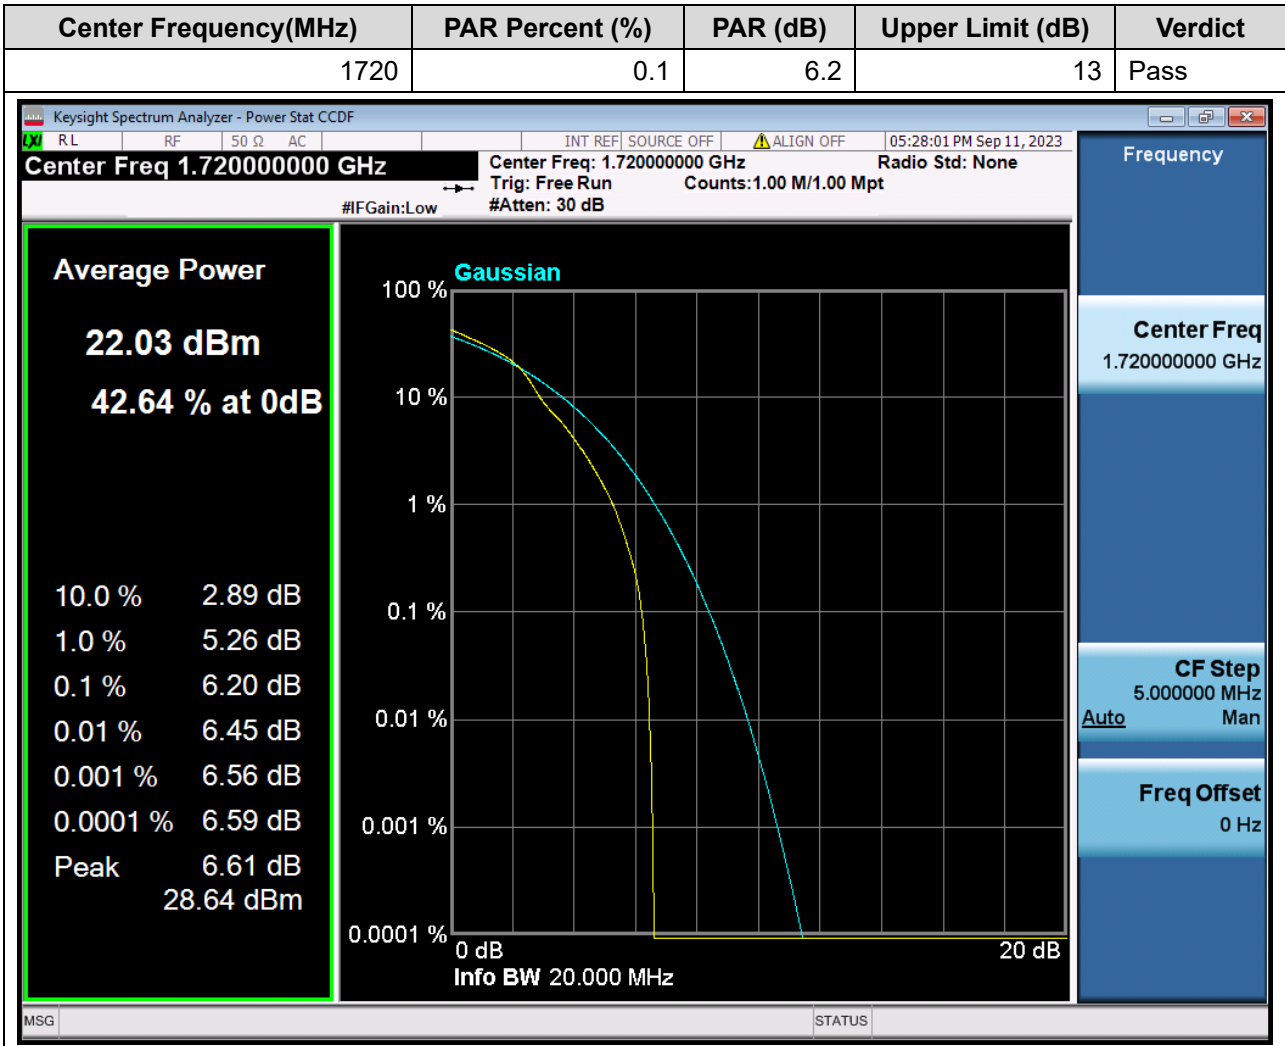 Center Frequency(MHz) PAR Percent (%) PAR (dB) Upper Limit (dB) Verdict
1720 0.1 6.2 13 Pass
Keysight Spectrum Analyzer - Power Stat CCDF
LXI RL RF 50 Ω AC INT REF SOURCE OFF ALIGN OFF 05:28:01 PM Sep 11, 2023
Center Freq 1.720000000 GHz
Center Freq: 1.720000000 GHz Radio Std: None
Trig: Free Run Counts:1.00 M/1.00 Mpt
#IFGain:Low #Atten: 30 dB
Frequency
Average Power
22.03 dBm
42.64 % at 0dB
10.0 % 2.89 dB
1.0 % 5.26 dB
0.1 % 6.20 dB
0.01 % 6.45 dB
0.001 % 6.56 dB
0.0001 % 6.59 dB
Peak 6.61 dB
28.64 dBm
Gaussian
100 %
10 %
1 %
0.1 %
0.01 %
0.001 %
0.0001 %
0 dB 20 dB
Info BW 20.000 MHz
Center Freq
1.720000000 GHz
CF Step
5.000000 MHz
Auto Man
Freq Offset
0 Hz
MSG STATUS